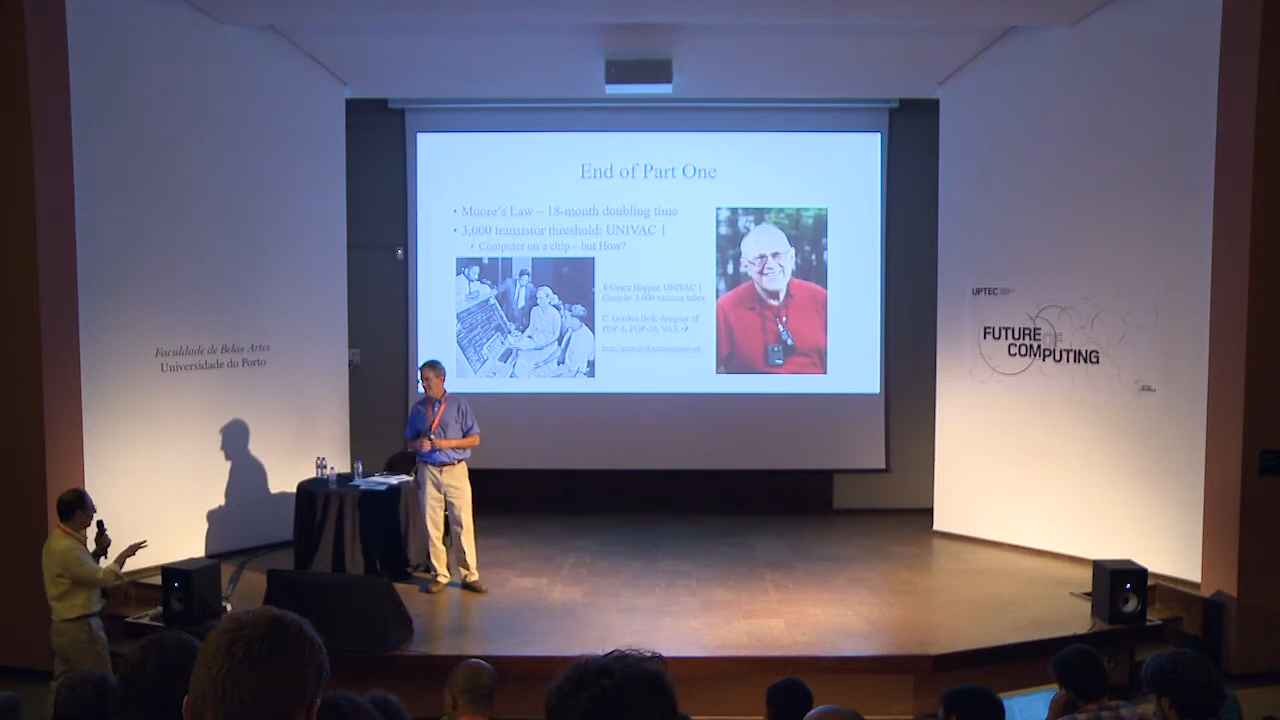 End of Part One
• Moore's Law – 18-month doubling time
• 3,000 transistor threshold: UNIVAC 1
• Computer on a chip – but How?
←Grace Hopper, UNIVAC 1
Console: 3,000 vacuum tubes
C. Gordon Bell, designer of
PDP-8, PDP-10, VAX →
Faculdade de Belas Artes
Universidade do Porto
UPTEC
FUTURE OF
COMPUTING